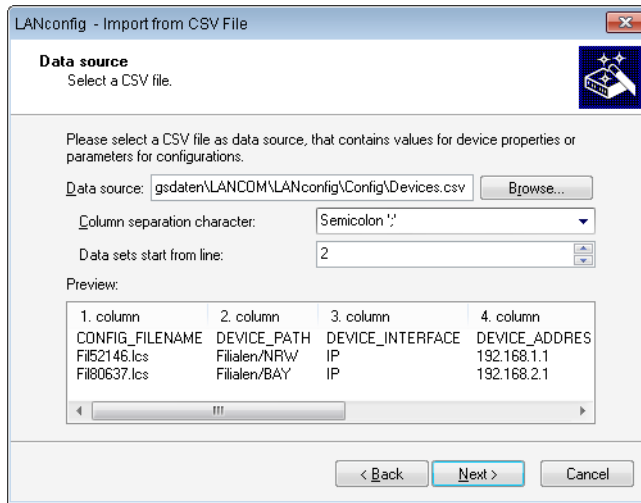 LANconfig - Import from CSV File
Data source
Select a CSV file.
Please select a CSV file as data source, that contains values for device properties or
parameters for configurations.
Data source: gsdaten\LANCOM\LANconfig\Config\Devices.csv Browse...
Column separation character: Semicolon ';'
Data sets start from line: 2
Preview:
1. column 2. column 3. column 4. column
CONFIG_FILENAME DEVICE_PATH DEVICE_INTERFACE DEVICE_ADDRES
Fil52146.lcs Filialen/NRW IP 192.168.1.1
Fil80637.lcs Filialen/BAY IP 192.168.2.1
< Back Next > Cancel